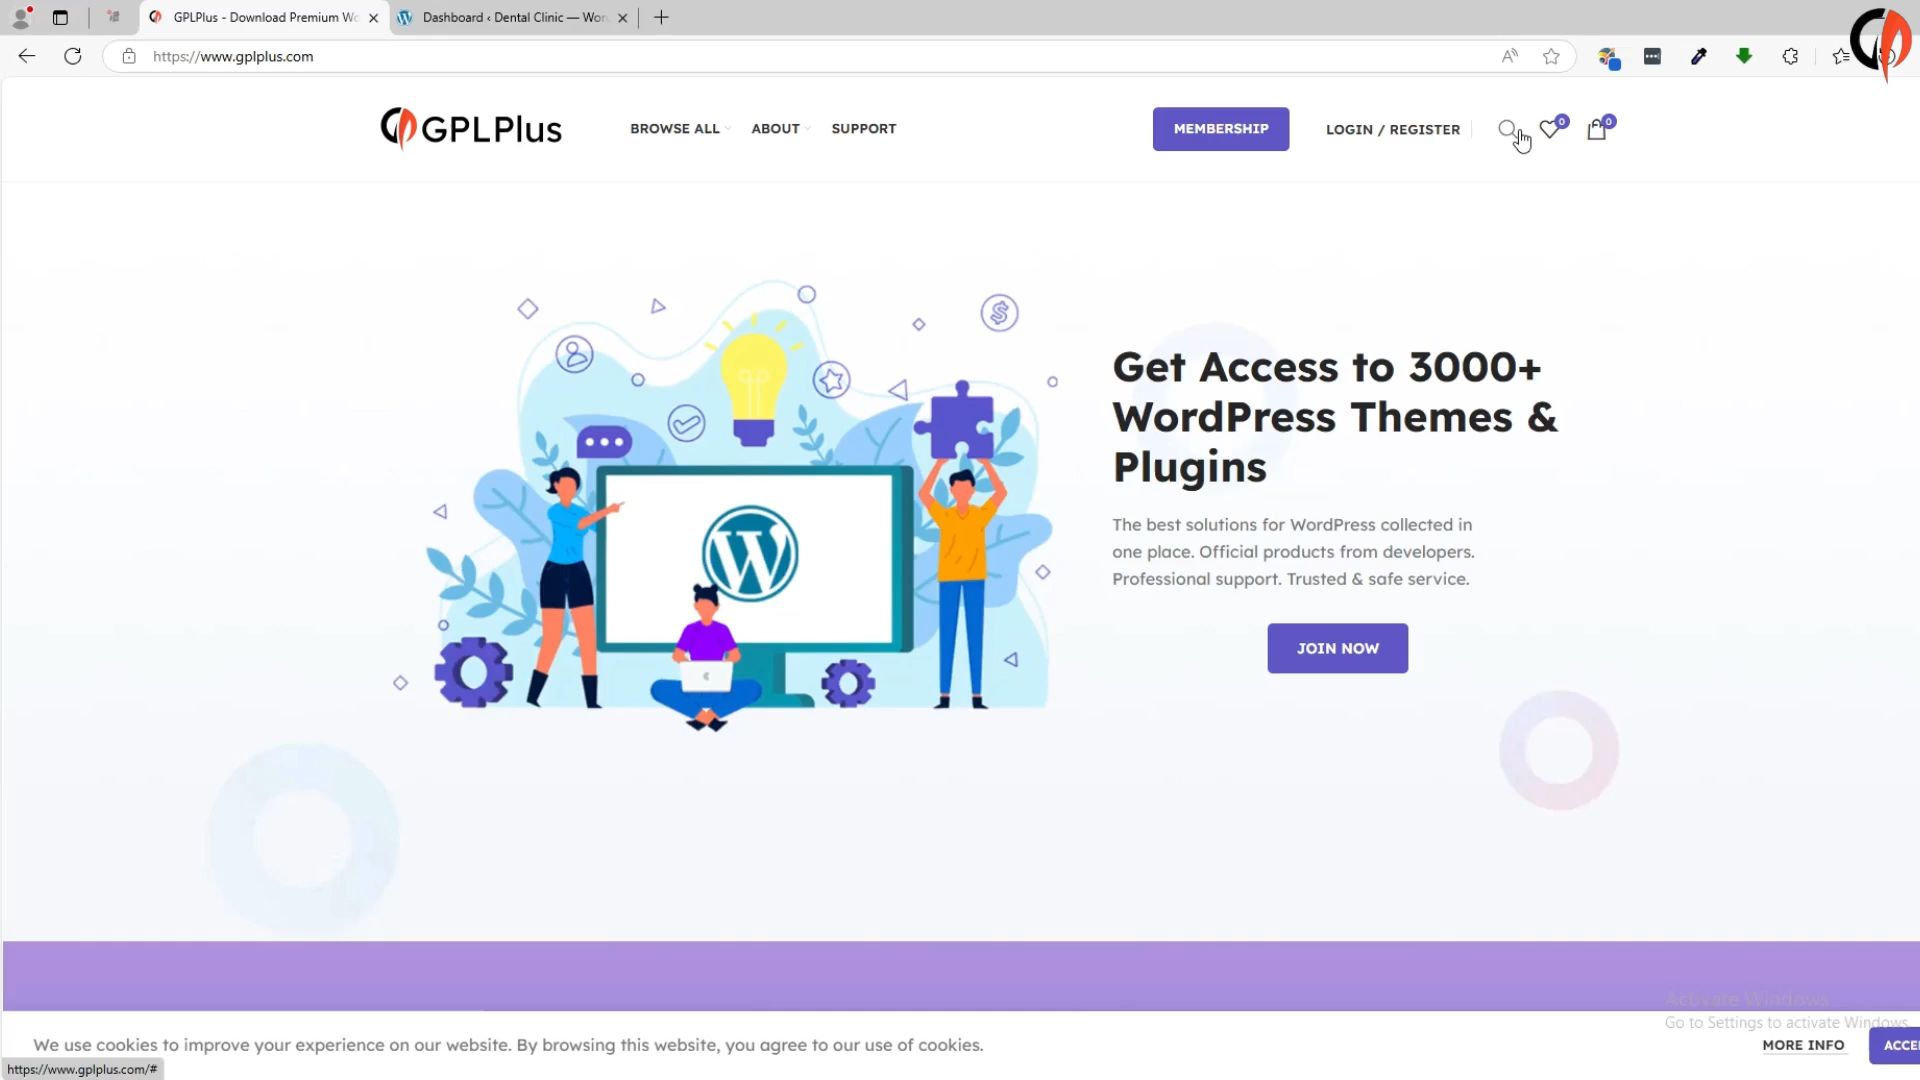 GPLPlus - Download Premium Wo
Dashboard ‹ Dental Clinic — Wor
https://www.gplplus.com
GPLPlus
BROWSE ALL
ABOUT
SUPPORT
MEMBERSHIP
LOGIN / REGISTER
0
0
Get Access to 3000+
WordPress Themes &
Plugins
The best solutions for WordPress collected in
one place. Official products from developers.
Professional support. Trusted & safe service.
JOIN NOW
Activate Windows
Go to Settings to activate Windows.
We use cookies to improve your experience on our website. By browsing this website, you agree to our use of cookies.
MORE INFO
ACCE
https://www.gplplus.com/#